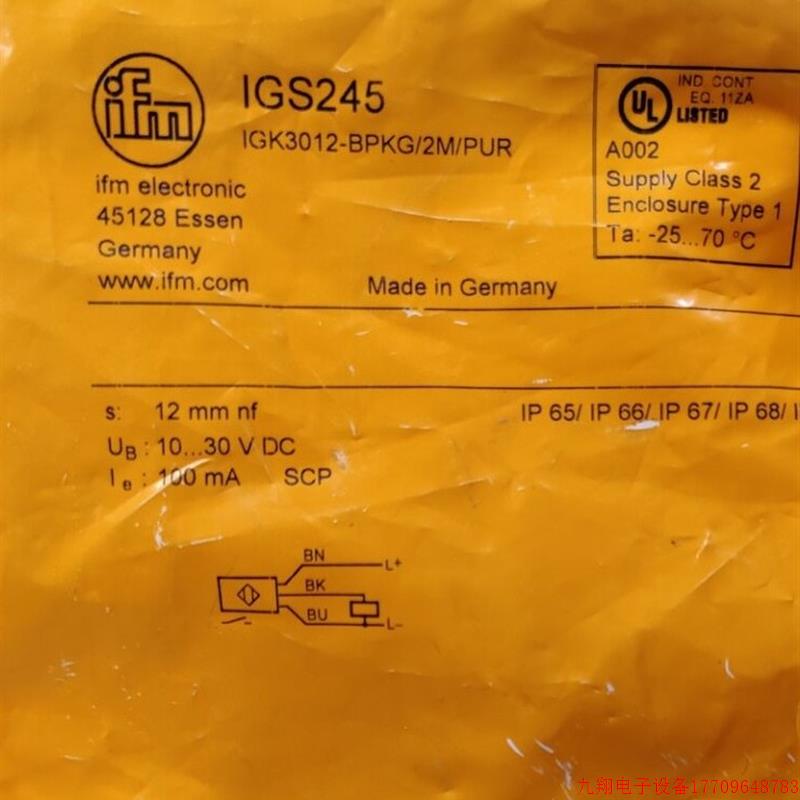 ifm
IGS245
IGK3012-BPKG/2M/PUR
ifm electronic
45128 Essen
Germany
www.ifm.com
Made in Germany
UL
IND. CONT
EQ. 11ZA
LISTED
A002
Supply Class 2
Enclosure Type 1
Ta: -25...70 °C
s: 12 mm nf
UB : 10...30 V DC
Ie : 100 mA SCP
IP 65/ IP 66/ IP 67/ IP 68/ I
BN
L+
BK
BU
L-
九翔电子设备17709648783